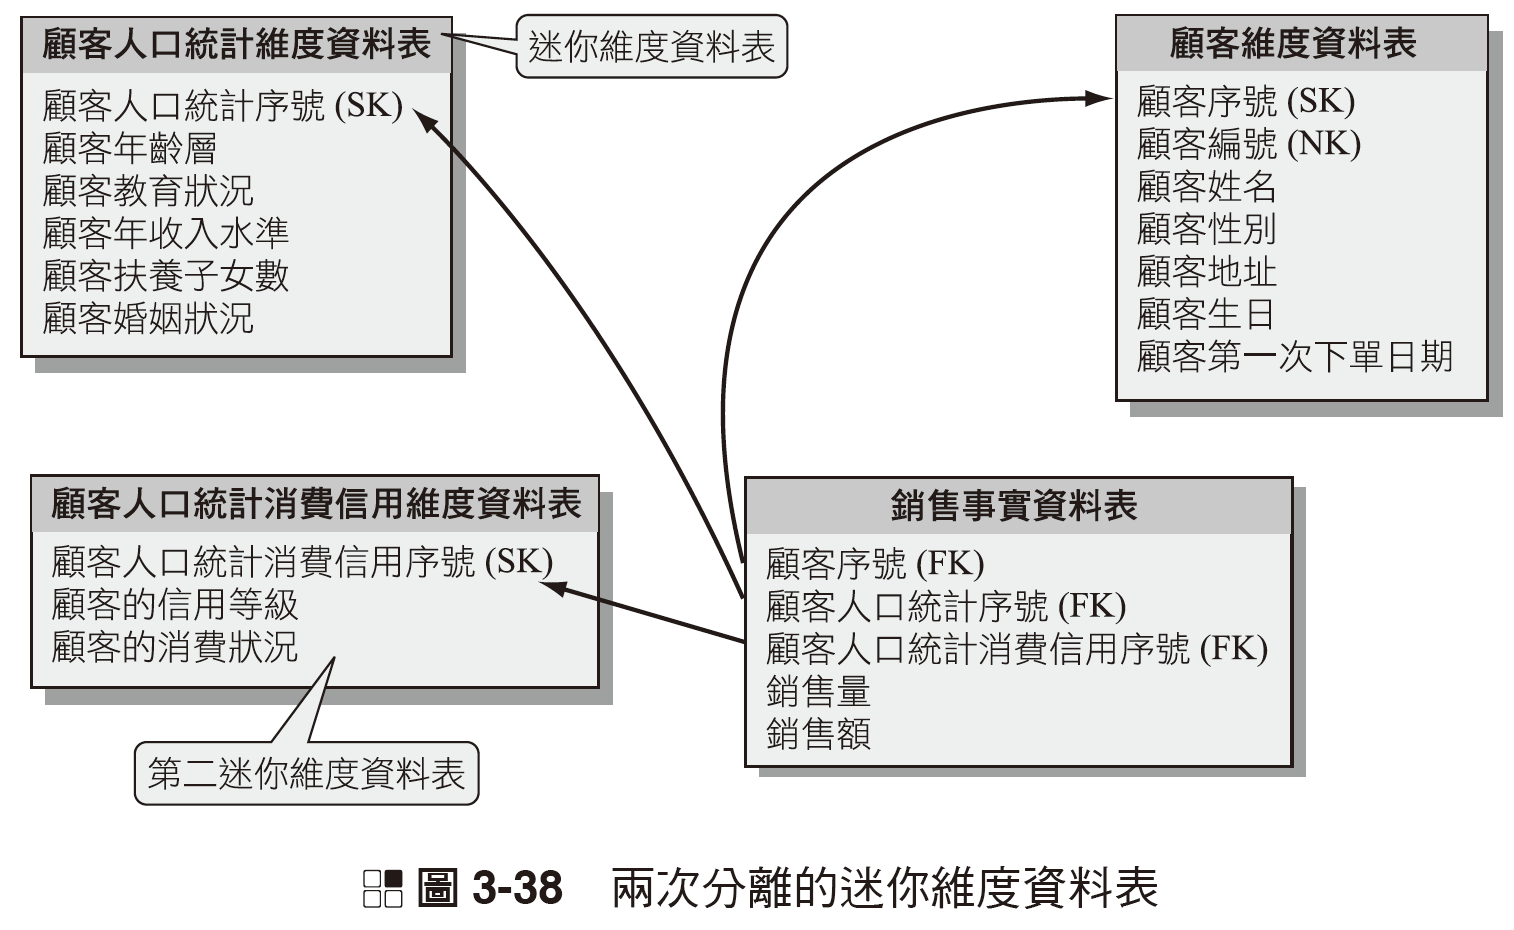 顧客人口統計維度資料表
顧客人口統計序號 (SK)
顧客年齡層
顧客教育狀況
顧客年收入水準
顧客扶養子女數
顧客婚姻狀況
迷你維度資料表
顧客維度資料表
顧客序號 (SK)
顧客編號 (NK)
顧客姓名
顧客性別
顧客地址
顧客生日
顧客第一次下單日期
顧客人口統計消費信用維度資料表
顧客人口統計消費信用序號 (SK)
顧客的信用等級
顧客的消費狀況
第二迷你維度資料表
銷售事實資料表
顧客序號 (FK)
顧客人口統計序號 (FK)
顧客人口統計消費信用序號 (FK)
銷售量
銷售額
圖 3-38 兩次分離的迷你維度資料表